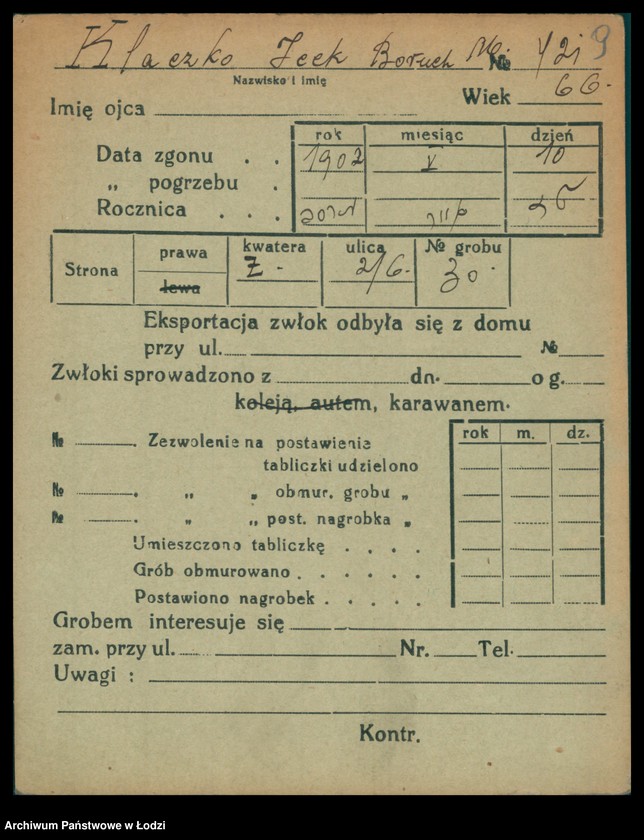 Klaczko Icek Boruch M. № 9
Nazwisko i imię
Wiek 66.
Imię ojca
rok miesiąc dzień
Data zgonu . . 1902 V 10
„ pogrzebu .
Rocznica . . .
Strona prawa kwatera ulica № grobu
lewa Z. 2/6. 30.
Eksportacja zwłok odbyła się z domu
przy ul. №
Zwłoki sprowadzono z dn. o g.
koleją, autem, karawanem.
rok m. dz.
№ . Zezwolenie na postawienie
tabliczki udzielono
№ . „ „ obmur. grobu „
№ . „ „ post. nagrobka „
Umieszczono tabliczkę . . . .
Grób obmurowano . . . . .
Postawiono nagrobek . . . .
Grobem interesuje się
zam. przy ul. Nr. Tel.
Uwagi :
Kontr.
Archiwum Państwowe w Łodzi